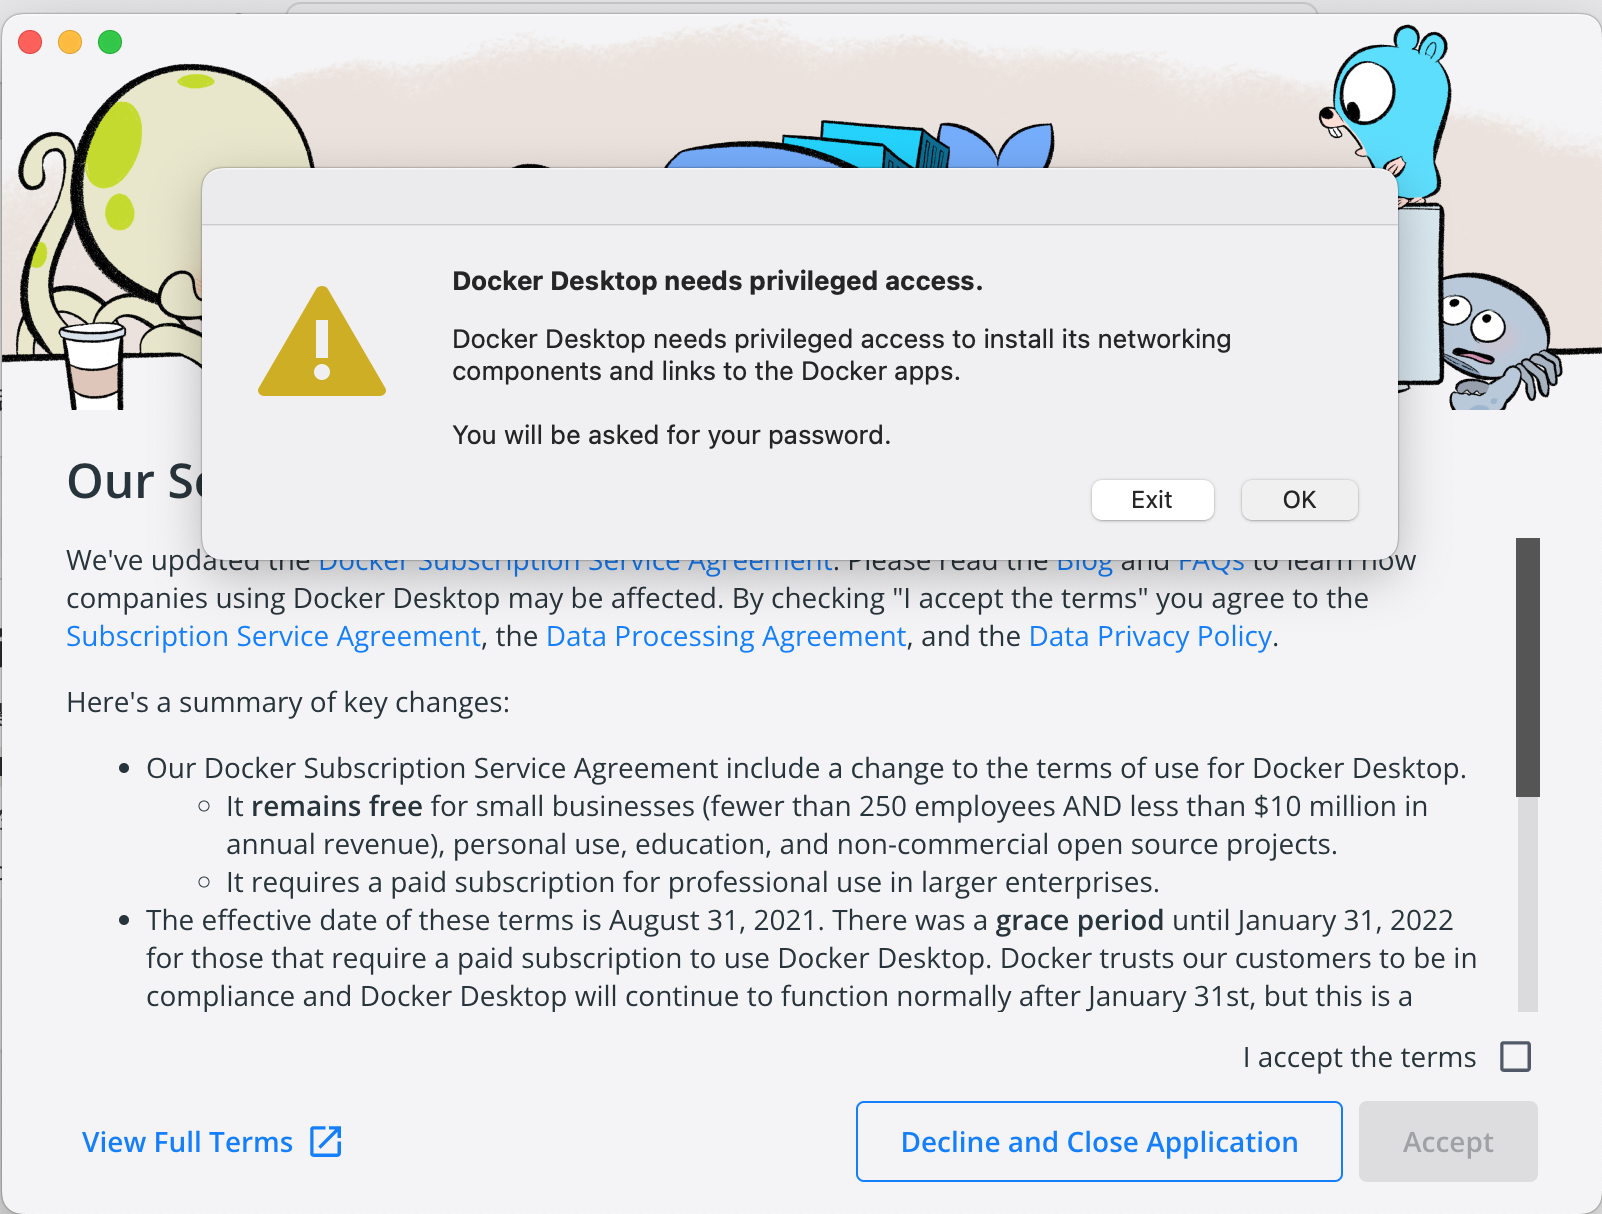 Docker Desktop needs privileged access.
Docker Desktop needs privileged access to install its networking
components and links to the Docker apps.
You will be asked for your password.
Exit
OK
Our
We've updated the Docker Subscription Service Agreement. Please read the Blog and FAQs to learn how
companies using Docker Desktop may be affected. By checking "I accept the terms" you agree to the
Subscription Service Agreement, the Data Processing Agreement, and the Data Privacy Policy.
Here's a summary of key changes:
• Our Docker Subscription Service Agreement include a change to the terms of use for Docker Desktop.
◦ It remains free for small businesses (fewer than 250 employees AND less than $10 million in
annual revenue), personal use, education, and non-commercial open source projects.
◦ It requires a paid subscription for professional use in larger enterprises.
• The effective date of these terms is August 31, 2021. There was a grace period until January 31, 2022
for those that require a paid subscription to use Docker Desktop. Docker trusts our customers to be in
compliance and Docker Desktop will continue to function normally after January 31st, but this is a
I accept the terms
View Full Terms
Decline and Close Application
Accept